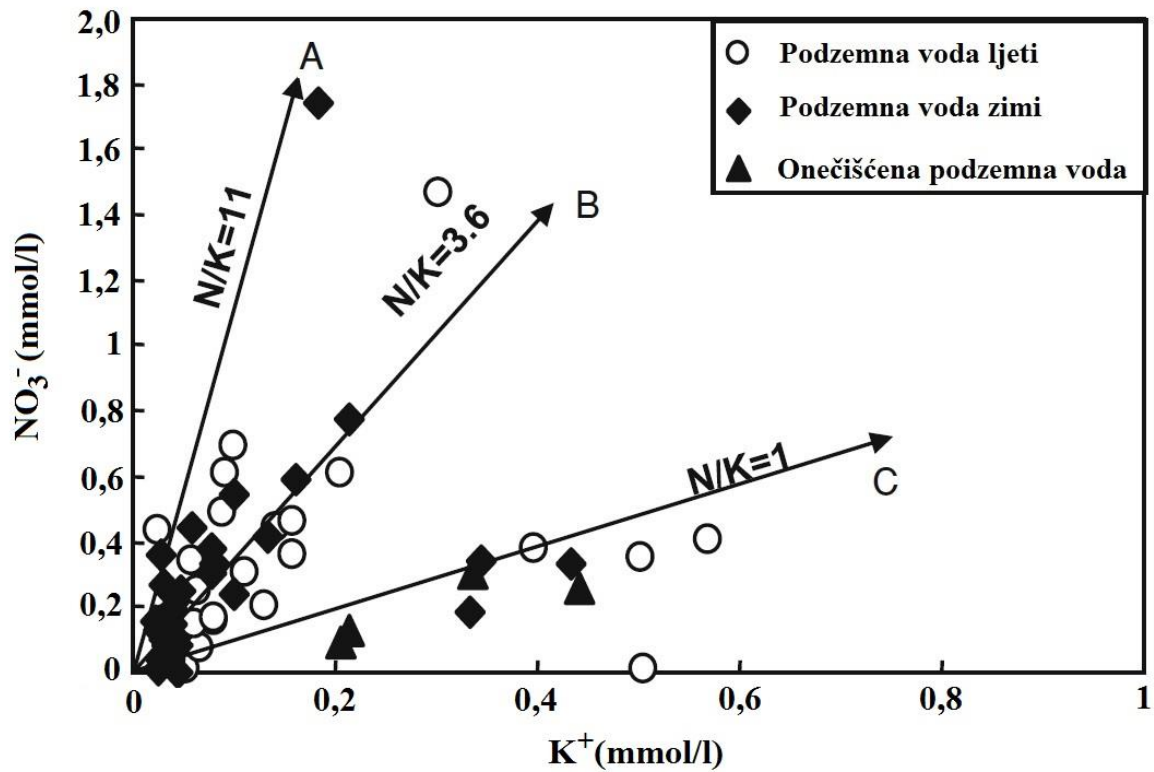 2,0
1,8
1,6
1,4
1,2
1
0,8
0,6
0,4
0,2
0
NO3- (mmol/l)
A
N/K=11
B
N/K=3.6
N/K=1
C
Podzemna voda ljeti
Podzemna voda zimi
Onečišćena podzemna voda
0
0,2
0,4
0,6
0,8
1
K+(mmol/l)